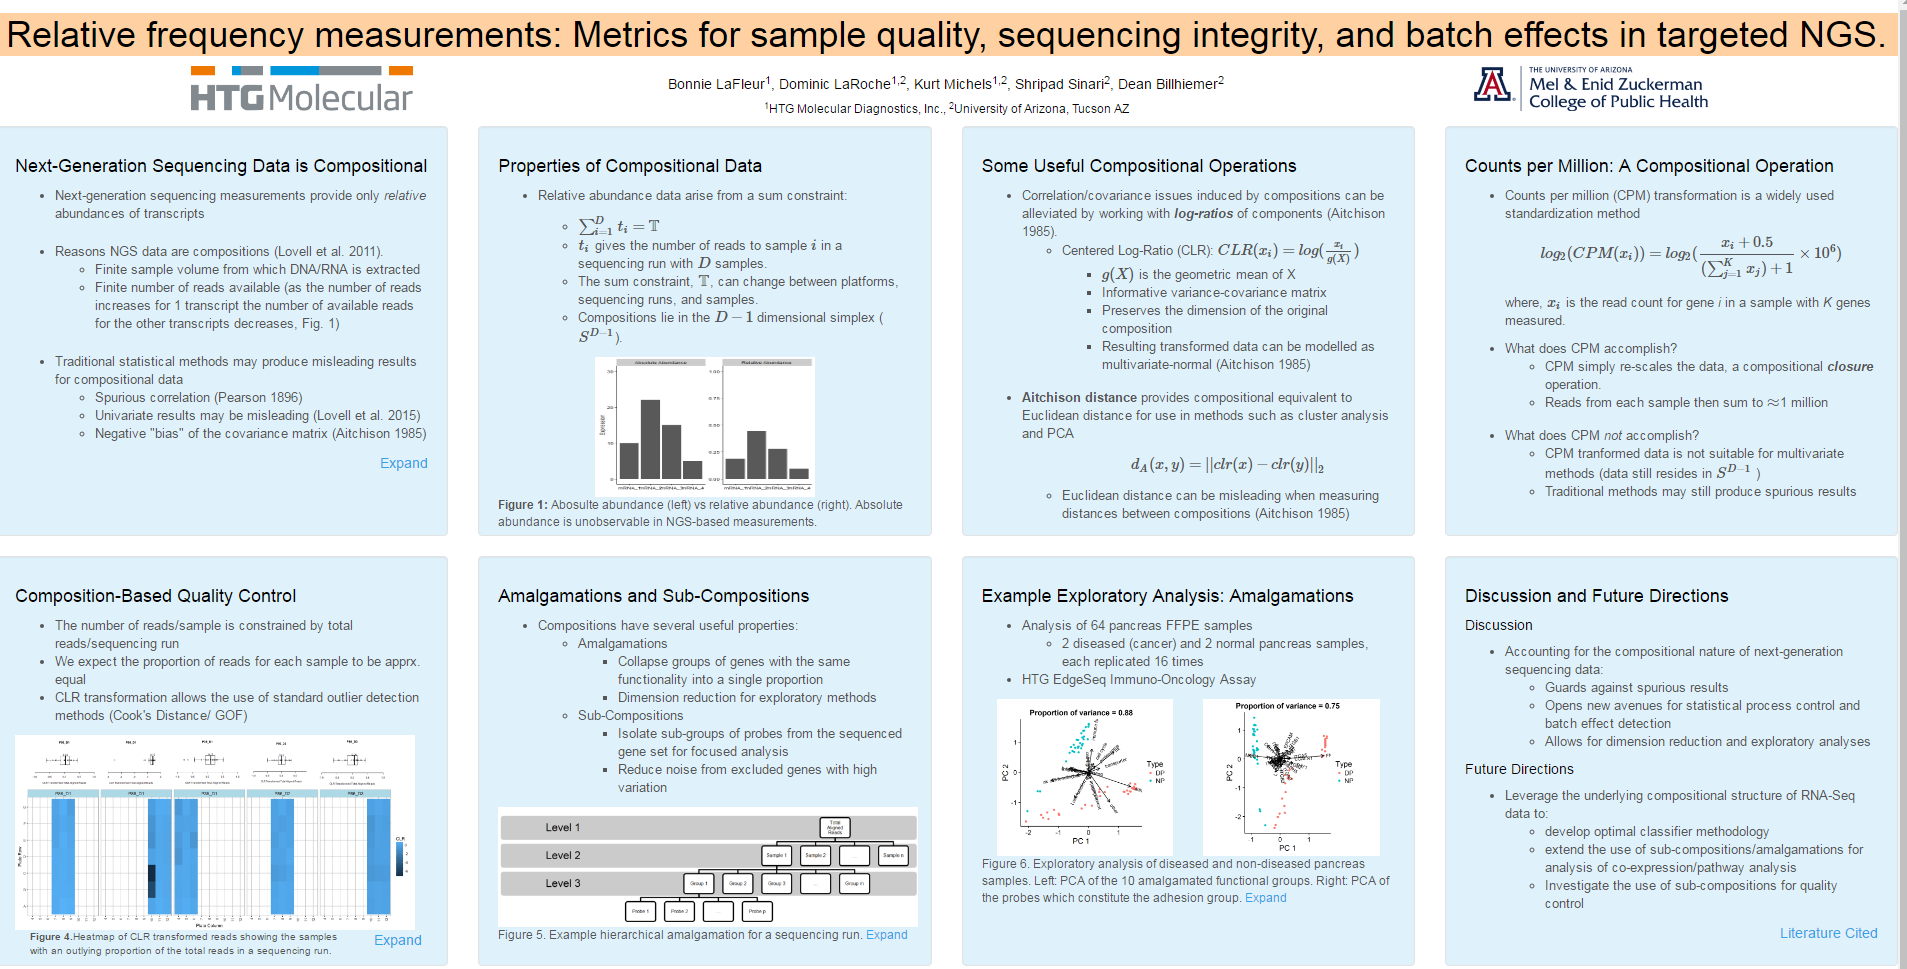 Relative frequency measurements: Metrics for sample quality, sequencing integrity, and batch effects in targeted NGS.
HTG Molecular
Bonnie LaFleur1, Dominic LaRoche1,2, Kurt Michels1,2, Shripad Sinari2, Dean Billhiemer2
1HTG Molecular Diagnostics, Inc., 2University of Arizona, Tucson AZ
THE UNIVERSITY OF ARIZONA
Mel & Enid Zuckerman
College of Public Health
Next-Generation Sequencing Data is Compositional
Next-generation sequencing measurements provide only relative
abundances of transcripts
Reasons NGS data are compositions (Lovell et al. 2011).
Finite sample volume from which DNA/RNA is extracted
Finite number of reads available (as the number of reads
increases for 1 transcript the number of available reads
for the other transcripts decreases, Fig. 1)
Traditional statistical methods may produce misleading results
for compositional data
Spurious correlation (Pearson 1896)
Univariate results may be misleading (Lovell et al. 2015)
Negative "bias" of the covariance matrix (Aitchison 1985)
Expand
Properties of Compositional Data
Relative abundance data arise from a sum constraint:
∑_{i=1}^{D} t_i = 𝕋
t_i gives the number of reads to sample i in a
sequencing run with D samples.
The sum constraint, 𝕋, can change between platforms,
sequencing runs, and samples.
Compositions lie in the D − 1 dimensional simplex (
S^{D−1}).
Absolute Abundance
Relative Abundance
Figure 1: Abosulte abundance (left) vs relative abundance (right). Absolute
abundance is unobservable in NGS-based measurements.
Some Useful Compositional Operations
Correlation/covariance issues induced by compositions can be
alleviated by working with log-ratios of components (Aitchison
1985).
Centered Log-Ratio (CLR): CLR(x_i) = log(x_i / g(X))
g(X) is the geometric mean of X
Informative variance-covariance matrix
Preserves the dimension of the original
composition
Resulting transformed data can be modelled as
multivariate-normal (Aitchison 1985)
Aitchison distance provides compositional equivalent to
Euclidean distance for use in methods such as cluster analysis
and PCA
d_A(x, y) = ||clr(x) − clr(y)||_2
Euclidean distance can be misleading when measuring
distances between compositions (Aitchison 1985)
Counts per Million: A Compositional Operation
Counts per million (CPM) transformation is a widely used
standardization method
log_2(CPM(x_i)) = log_2((x_i + 0.5) / ((∑_{j=1}^{K} x_j) + 1) × 10^6)
where, x_i is the read count for gene i in a sample with K genes
measured.
What does CPM accomplish?
CPM simply re-scales the data, a compositional closure
operation.
Reads from each sample then sum to ≈1 million
What does CPM not accomplish?
CPM tranformed data is not suitable for multivariate
methods (data still resides in S^{D−1} )
Traditional methods may still produce spurious results
Composition-Based Quality Control
The number of reads/sample is constrained by total
reads/sequencing run
We expect the proportion of reads for each sample to be apprx.
equal
CLR transformation allows the use of standard outlier detection
methods (Cook's Distance/ GOF)
CLR
Plate Column
Figure 4.Heatmap of CLR transformed reads showing the samples
with an outlying proportion of the total reads in a sequencing run.
Expand
Amalgamations and Sub-Compositions
Compositions have several useful properties:
Amalgamations
Collapse groups of genes with the same
functionality into a single proportion
Dimension reduction for exploratory methods
Sub-Compositions
Isolate sub-groups of probes from the sequenced
gene set for focused analysis
Reduce noise from excluded genes with high
variation
Level 1
Total
Aligned
Reads
Level 2
Sample 1 Sample 2 ... Sample n
Level 3
Group 1 Group 2 Group 3 ... Group m
Probe 1 Probe 2 ... Probe p
Figure 5. Example hierarchical amalgamation for a sequencing run. Expand
Example Exploratory Analysis: Amalgamations
Analysis of 64 pancreas FFPE samples
2 diseased (cancer) and 2 normal pancreas samples,
each replicated 16 times
HTG EdgeSeq Immuno-Oncology Assay
Proportion of variance = 0.88
PC 2
1
0
-1
-2 -1 0 1
PC 1
Type
DP
NP
Proportion of variance = 0.75
PC 2
1
0
-1
-2
-1 0 1
PC 1
Type
DP
NP
Figure 6. Exploratory analysis of diseased and non-diseased pancreas
samples. Left: PCA of the 10 amalgamated functional groups. Right: PCA of
the probes which constitute the adhesion group. Expand
Discussion and Future Directions
Discussion
Accounting for the compositional nature of next-generation
sequencing data:
Guards against spurious results
Opens new avenues for statistical process control and
batch effect detection
Allows for dimension reduction and exploratory analyses
Future Directions
Leverage the underlying compositional structure of RNA-Seq
data to:
develop optimal classifier methodology
extend the use of sub-compositions/amalgamations for
analysis of co-expression/pathway analysis
Investigate the use of sub-compositions for quality
control
Literature Cited